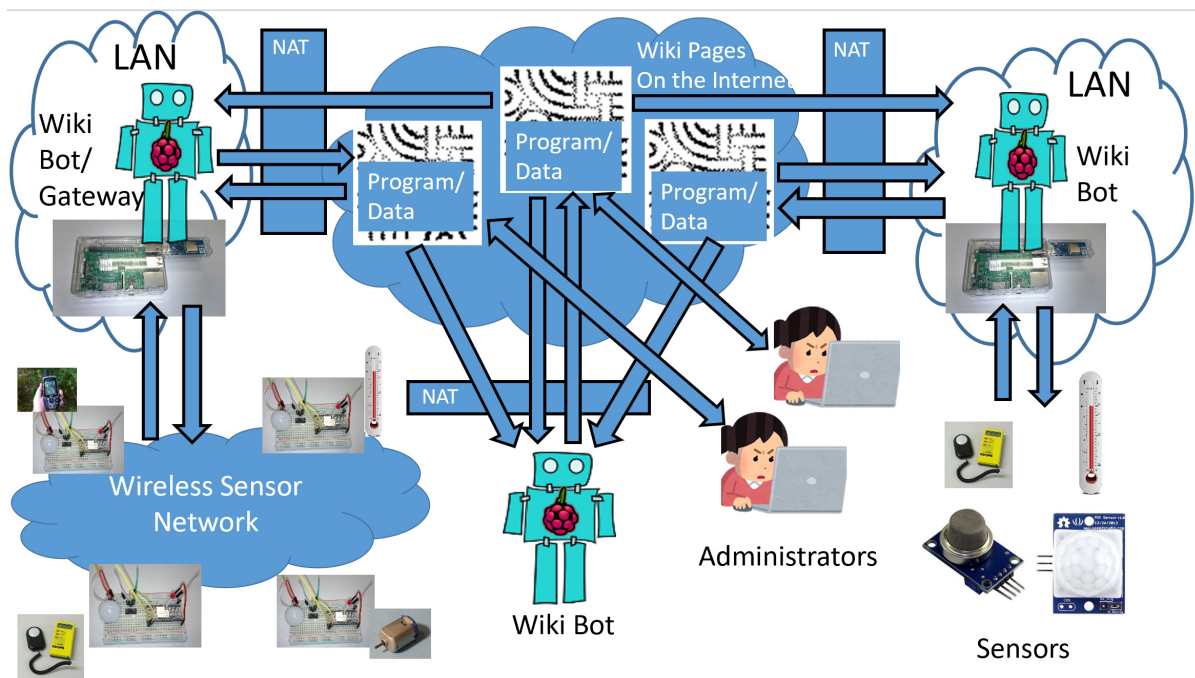 LAN
NAT
Wiki Pages
On the Internet
NAT
LAN
Wiki
Bot/
Gateway
Program/
Data
Program/
Data
Program/
Data
Wiki
Bot
NAT
Wireless Sensor
Network
Administrators
Wiki Bot
Sensors